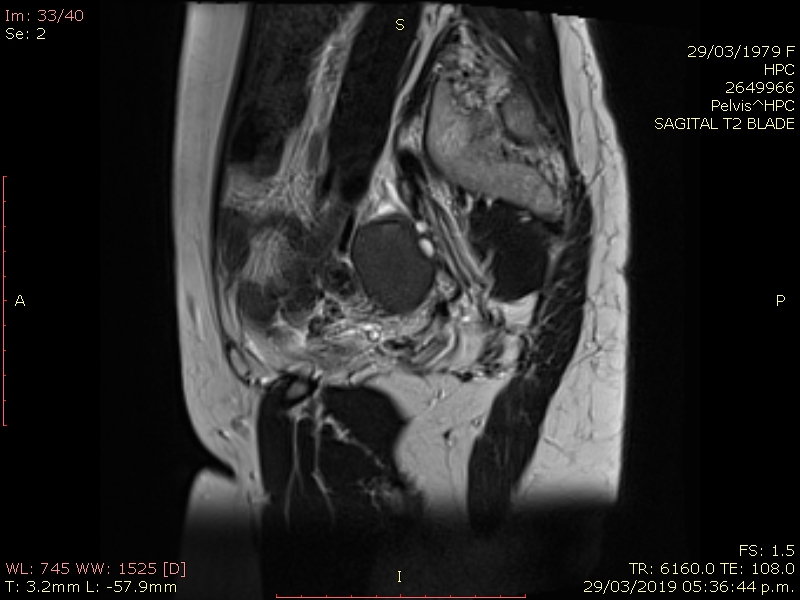 Im: 33/40
Se: 2
S
29/03/1979 F
HPC
2649966
Pelvis^HPC
SAGITAL T2 BLADE
A
P
WL: 745 WW: 1525 [D]
T: 3.2mm L: -57.9mm
I
FS: 1.5
TR: 6160.0 TE: 108.0
29/03/2019 05:36:44 p.m.